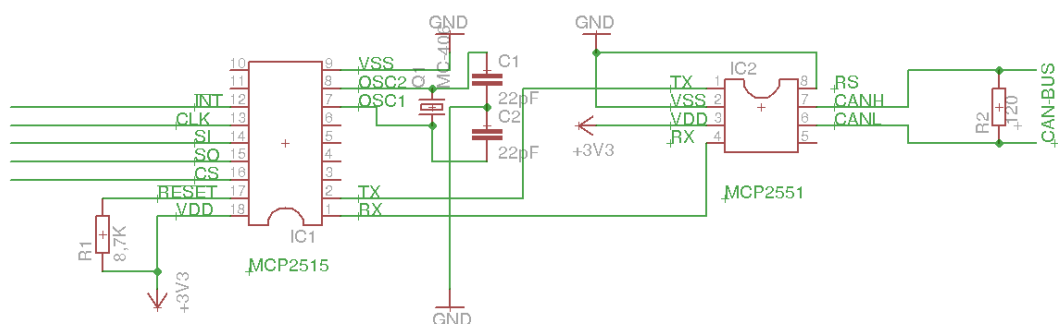 GND
GND
10
9
VSS
11
8
OSC2
12
7
OSC1
INT
13
6
CLK
14
5
SI
15
4
SO
16
3
CS
17
2
RESET
TX
18
1
VDD
RX
IC1
MCP2515
R1
8,7K
+3V3
Q1
C1
22pF
C2
22pF
GND
IC2
TX
1
8
RS
VSS
2
7
CANH
VDD
3
6
CANL
RX
4
5
+3V3
MCP2551
R2
120
CAN-BUS